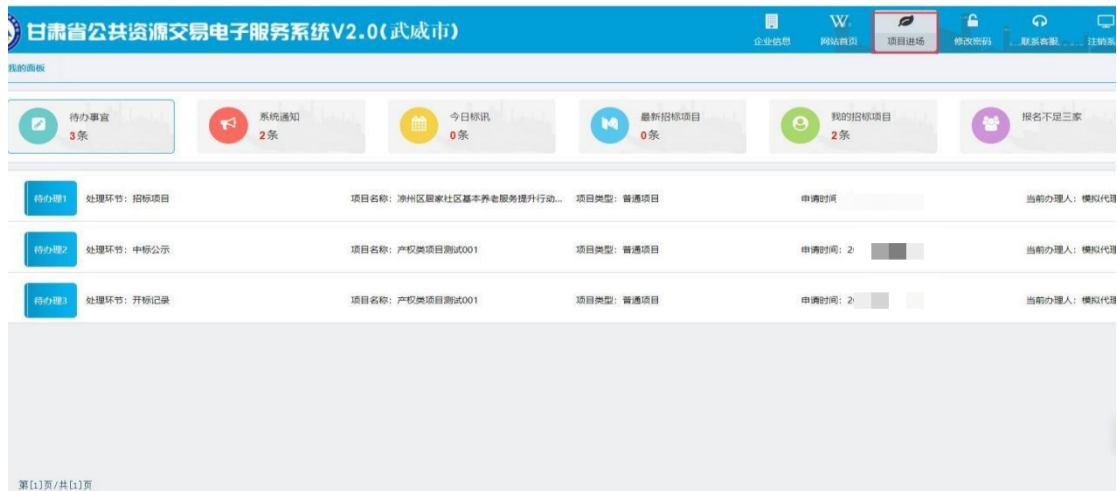 甘肃省公共资源交易电子服务系统V2.0(武威市)
企业信息 网站首页 项目进场 修改密码 联系客服 注销系
我的面板
待办事宜 系统通知 今日标讯 最新招标项目 我的招标项目 报名不足三家
3条 2条 0条 0条 2条
待办理1 处理环节：招标项目 项目名称：凉州区居家社区基本养老服务提升行动... 项目类型：普通项目 申请时间 当前办理人：模拟代理
待办理2 处理环节：中标公示 项目名称：产权类项目测试001 项目类型：普通项目 申请时间：2 当前办理人：模拟代理
待办理3 处理环节：开标记录 项目名称：产权类项目测试001 项目类型：普通项目 申请时间：2 当前办理人：模拟代理
第[1]页/共[1]页